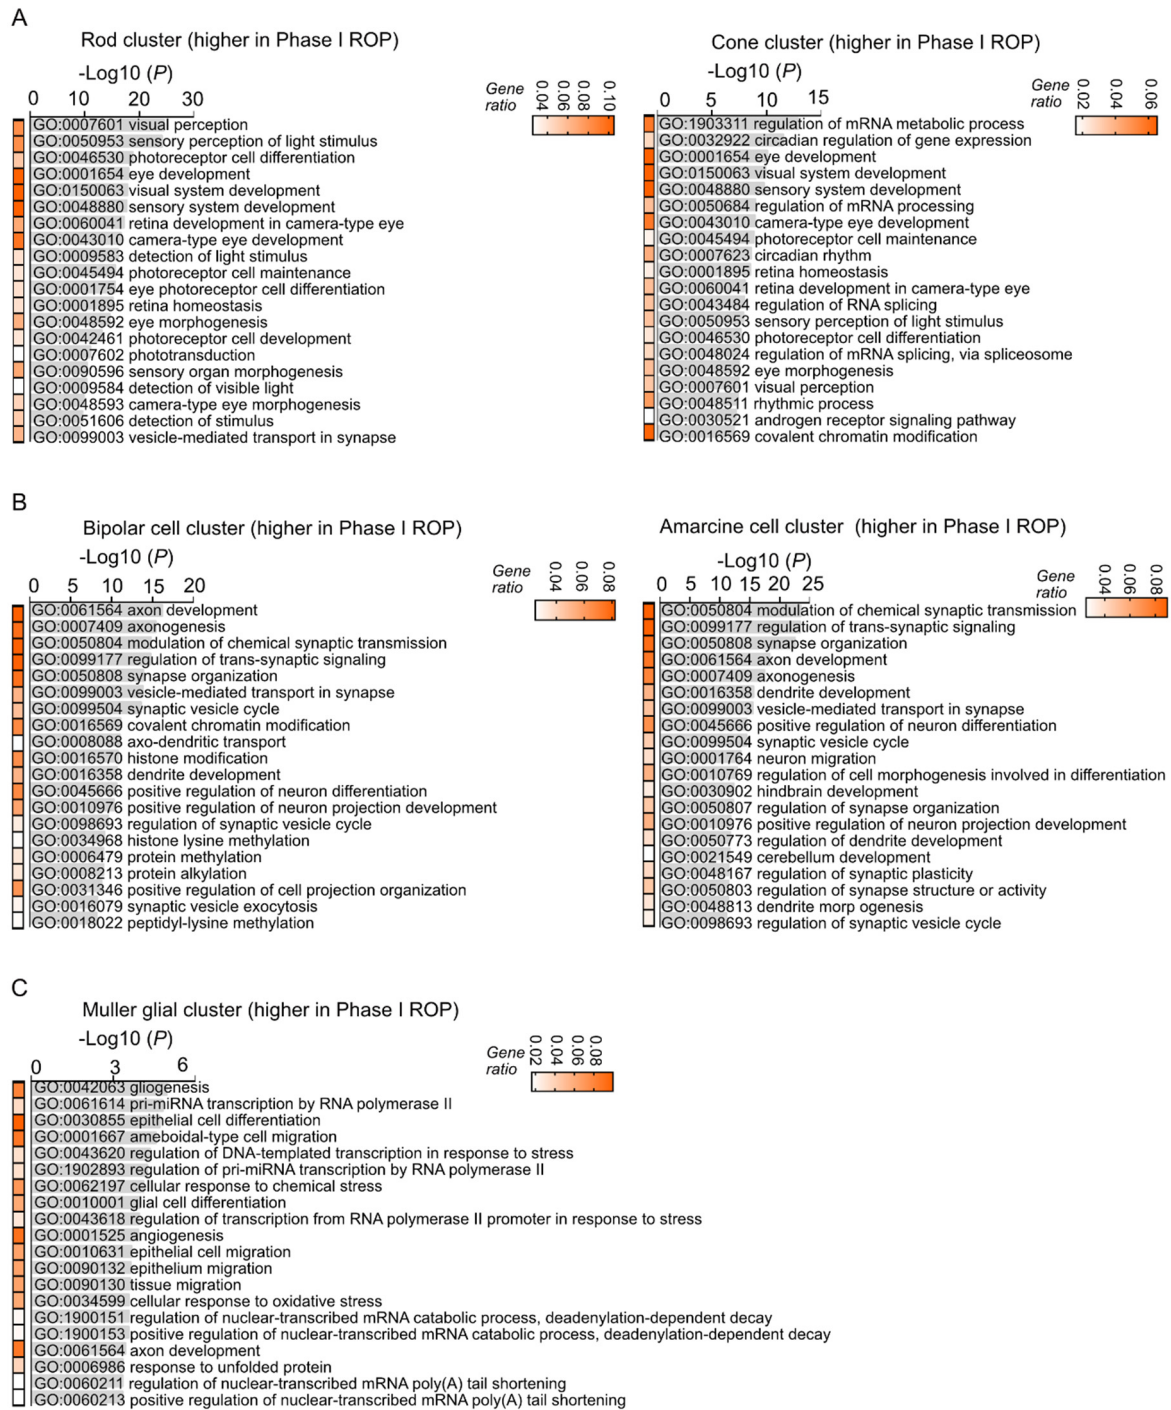 A
Rod cluster (higher in Phase I ROP)
-Log10 (P)
0 10 20 30
Gene ratio
0.04 0.06 0.08 0.10
GO:0007601 visual perception
GO:0050953 sensory perception of light stimulus
GO:0046530 photoreceptor cell differentiation
GO:0001654 eye development
GO:0150063 visual system development
GO:0048880 sensory system development
GO:0060041 retina development in camera-type eye
GO:0043010 camera-type eye development
GO:0009583 detection of light stimulus
GO:0045494 photoreceptor cell maintenance
GO:0001754 eye photoreceptor cell differentiation
GO:0001895 retina homeostasis
GO:0048592 eye morphogenesis
GO:0042461 photoreceptor cell development
GO:0007602 phototransduction
GO:0090596 sensory organ morphogenesis
GO:0009584 detection of visible light
GO:0048593 camera-type eye morphogenesis
GO:0051606 detection of stimulus
GO:0099003 vesicle-mediated transport in synapse
Cone cluster (higher in Phase I ROP)
-Log10 (P)
0 5 10 15
Gene ratio
0.02 0.04 0.06
GO:1903311 regulation of mRNA metabolic process
GO:0032922 circadian regulation of gene expression
GO:0001654 eye development
GO:0150063 visual system development
GO:0048880 sensory system development
GO:0050684 regulation of mRNA processing
GO:0043010 camera-type eye development
GO:0045494 photoreceptor cell maintenance
GO:0007623 circadian rhythm
GO:0001895 retina homeostasis
GO:0060041 retina development in camera-type eye
GO:0043484 regulation of RNA splicing
GO:0050953 sensory perception of light stimulus
GO:0046530 photoreceptor cell differentiation
GO:0048024 regulation of mRNA splicing, via spliceosome
GO:0048592 eye morphogenesis
GO:0007601 visual perception
GO:0048511 rhythmic process
GO:0030521 androgen receptor signaling pathway
GO:0016569 covalent chromatin modification
B
Bipolar cell cluster (higher in Phase I ROP)
-Log10 (P)
0 5 10 15 20
Gene ratio
0.04 0.06 0.08
GO:0061564 axon development
GO:0007409 axonogenesis
GO:0050804 modulation of chemical synaptic transmission
GO:0099177 regulation of trans-synaptic signaling
GO:0050808 synapse organization
GO:0099003 vesicle-mediated transport in synapse
GO:0099504 synaptic vesicle cycle
GO:0016569 covalent chromatin modification
GO:0008088 axo-dendritic transport
GO:0016570 histone modification
GO:0016358 dendrite development
GO:0045666 positive regulation of neuron differentiation
GO:0010976 positive regulation of neuron projection development
GO:0098693 regulation of synaptic vesicle cycle
GO:0034968 histone lysine methylation
GO:0006479 protein methylation
GO:0008213 protein alkylation
GO:0031346 positive regulation of cell projection organization
GO:0016079 synaptic vesicle exocytosis
GO:0018022 peptidyl-lysine methylation
Amarcine cell cluster (higher in Phase I ROP)
-Log10 (P)
0 5 10 15 20 25
Gene ratio
0.04 0.06 0.08
GO:0050804 modulation of chemical synaptic transmission
GO:0099177 regulation of trans-synaptic signaling
GO:0050808 synapse organization
GO:0061564 axon development
GO:0007409 axonogenesis
GO:0016358 dendrite development
GO:0099003 vesicle-mediated transport in synapse
GO:0045666 positive regulation of neuron differentiation
GO:0099504 synaptic vesicle cycle
GO:0001764 neuron migration
GO:0010769 regulation of cell morphogenesis involved in differentiation
GO:0030902 hindbrain development
GO:0050807 regulation of synapse organization
GO:0010976 positive regulation of neuron projection development
GO:0050773 regulation of dendrite development
GO:0021549 cerebellum development
GO:0048167 regulation of synaptic plasticity
GO:0050803 regulation of synapse structure or activity
GO:0048813 dendrite morp ogenesis
GO:0098693 regulation of synaptic vesicle cycle
C
Muller glial cluster (higher in Phase I ROP)
-Log10 (P)
0 3 6
Gene ratio
0.02 0.04 0.06 0.08
GO:0042063 gliogenesis
GO:0061614 pri-miRNA transcription by RNA polymerase II
GO:0030855 epithelial cell differentiation
GO:0001667 ameboidal-type cell migration
GO:0043620 regulation of DNA-templated transcription in response to stress
GO:1902893 regulation of pri-miRNA transcription by RNA polymerase II
GO:0062197 cellular response to chemical stress
GO:0010001 glial cell differentiation
GO:0043618 regulation of transcription from RNA polymerase II promoter in response to stress
GO:0001525 angiogenesis
GO:0010631 epithelial cell migration
GO:0090132 epithelium migration
GO:0090130 tissue migration
GO:0034599 cellular response to oxidative stress
GO:1900151 regulation of nuclear-transcribed mRNA catabolic process, deadenylation-dependent decay
GO:1900153 positive regulation of nuclear-transcribed mRNA catabolic process, deadenylation-dependent decay
GO:0061564 axon development
GO:0006986 response to unfolded protein
GO:0060211 regulation of nuclear-transcribed mRNA poly(A) tail shortening
GO:0060213 positive regulation of nuclear-transcribed mRNA poly(A) tail shortening